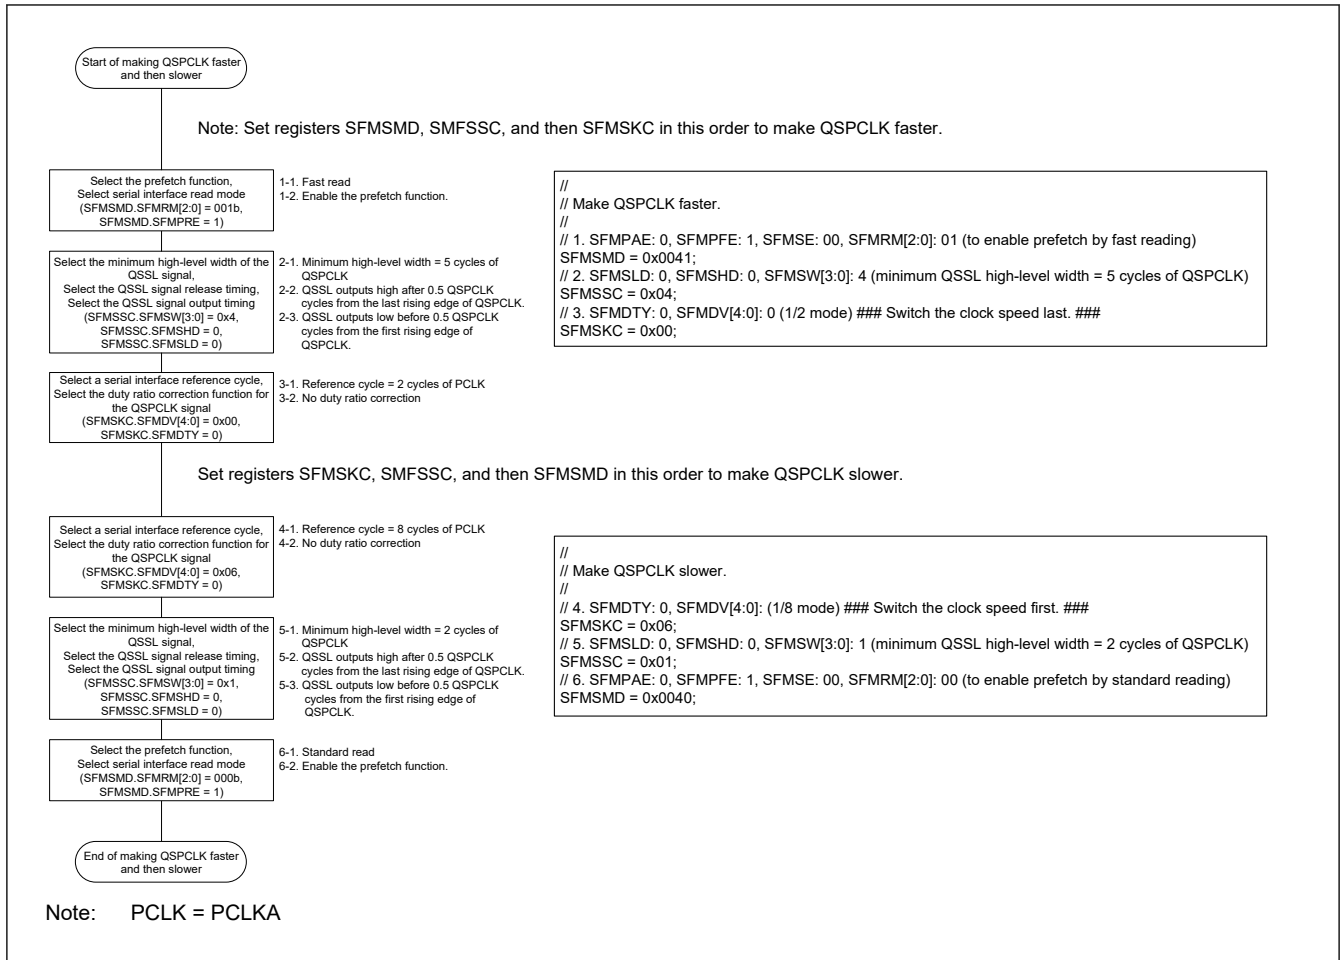 Start of making QSPCLK faster
and then slower
Note: Set registers SFMSMD, SMFSSC, and then SFMSKC in this order to make QSPCLK faster.
Select the prefetch function,
Select serial interface read mode
(SFMSMD.SFMRM[2:0] = 001b,
SFMSMD.SFMPRE = 1)
1-1. Fast read
1-2. Enable the prefetch function.
Select the minimum high-level width of the
QSSL signal,
Select the QSSL signal release timing,
Select the QSSL signal output timing
(SFMSSC.SFMSW[3:0] = 0x4,
SFMSSC.SFMSHD = 0,
SFMSSC.SFMSLD = 0)
2-1. Minimum high-level width = 5 cycles of
QSPCLK
2-2. QSSL outputs high after 0.5 QSPCLK
cycles from the last rising edge of QSPCLK.
2-3. QSSL outputs low before 0.5 QSPCLK
cycles from the first rising edge of
QSPCLK.
Select a serial interface reference cycle,
Select the duty ratio correction function for
the QSPCLK signal
(SFMSKC.SFMDV[4:0] = 0x00,
SFMSKC.SFMDTY = 0)
3-1. Reference cycle = 2 cycles of PCLK
3-2. No duty ratio correction
//
// Make QSPCLK faster.
//
// 1. SFMPAE: 0, SFMPFE: 1, SFMSE: 00, SFMRM[2:0]: 01 (to enable prefetch by fast reading)
SFMSMD = 0x0041;
// 2. SFMSLD: 0, SFMSHD: 0, SFMSW[3:0]: 4 (minimum QSSL high-level width = 5 cycles of QSPCLK)
SFMSSC = 0x04;
// 3. SFMDTY: 0, SFMDV[4:0]: 0 (1/2 mode) ### Switch the clock speed last. ###
SFMSKC = 0x00;
Set registers SFMSKC, SMFSSC, and then SFMSMD in this order to make QSPCLK slower.
Select a serial interface reference cycle,
Select the duty ratio correction function for
the QSPCLK signal
(SFMSKC.SFMDV[4:0] = 0x06,
SFMSKC.SFMDTY = 0)
4-1. Reference cycle = 8 cycles of PCLK
4-2. No duty ratio correction
Select the minimum high-level width of the
QSSL signal,
Select the QSSL signal release timing,
Select the QSSL signal output timing
(SFMSSC.SFMSW[3:0] = 0x1,
SFMSSC.SFMSHD = 0,
SFMSSC.SFMSLD = 0)
5-1. Minimum high-level width = 2 cycles of
QSPCLK
5-2. QSSL outputs high after 0.5 QSPCLK
cycles from the last rising edge of QSPCLK.
5-3. QSSL outputs low before 0.5 QSPCLK
cycles from the first rising edge of
QSPCLK.
Select the prefetch function,
Select serial interface read mode
(SFMSMD.SFMRM[2:0] = 000b,
SFMSMD.SFMPRE = 1)
6-1. Standard read
6-2. Enable the prefetch function.
//
// Make QSPCLK slower.
//
// 4. SFMDTY: 0, SFMDV[4:0]: (1/8 mode) ### Switch the clock speed first. ###
SFMSKC = 0x06;
// 5. SFMSLD: 0, SFMSHD: 0, SFMSW[3:0]: 1 (minimum QSSL high-level width = 2 cycles of QSPCLK)
SFMSSC = 0x01;
// 6. SFMPAE: 0, SFMPFE: 1, SFMSE: 00, SFMRM[2:0]: 00 (to enable prefetch by standard reading)
SFMSMD = 0x0040;
End of making QSPCLK faster
and then slower
Note: PCLK = PCLKA